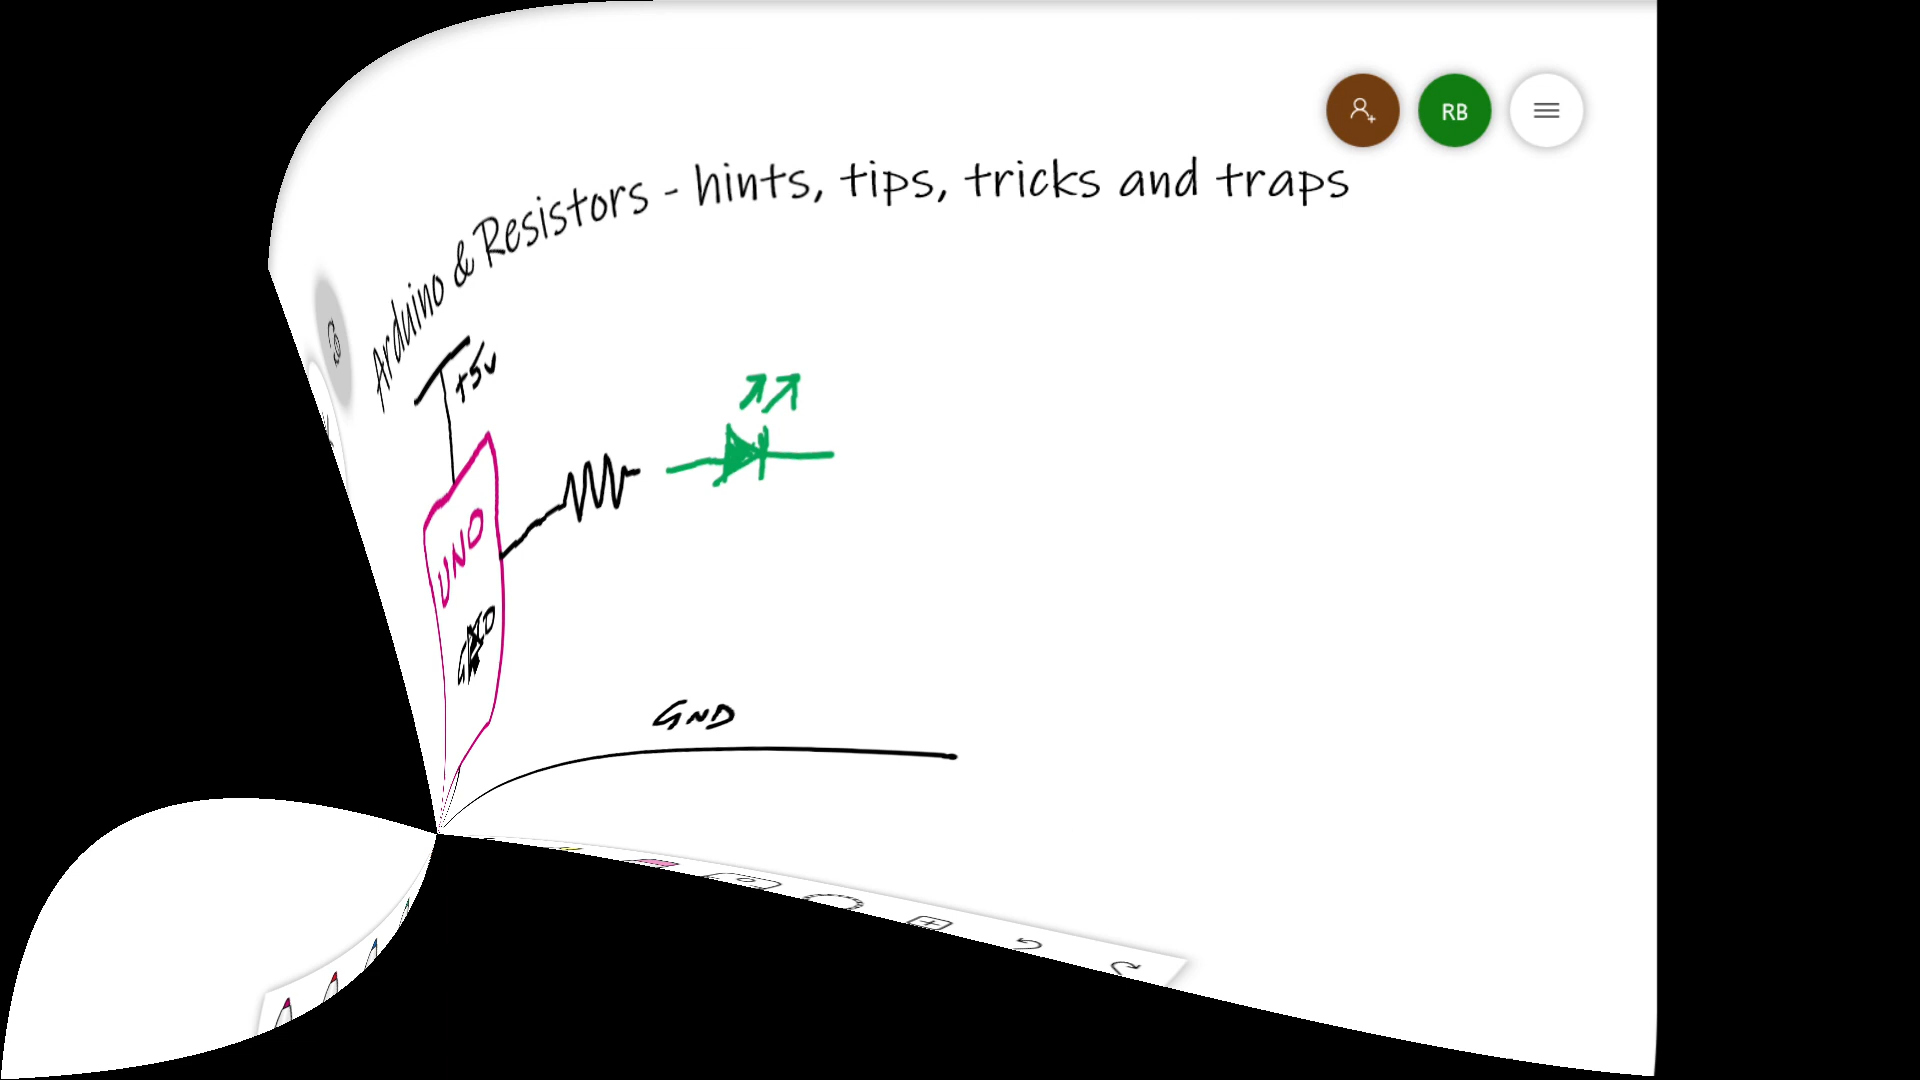 RB
Arduino & Resistors - hints, tips, tricks and traps
+5V
UNO
GND